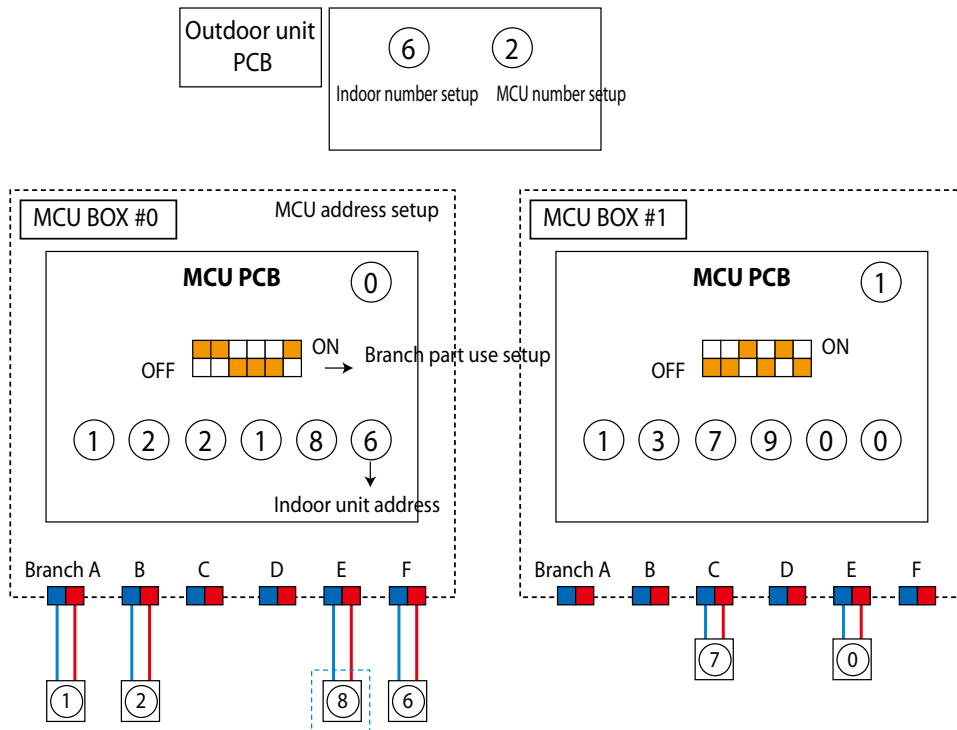 Outdoor unit
PCB
6 2
Indoor number setup MCU number setup
MCU BOX #0
MCU address setup
MCU PCB
0
ON
OFF
Branch part use setup
1 2 2 1 8 6
Indoor unit address
Branch A B C D E F
1 2 8 6
MCU BOX #1
MCU PCB
1
ON
OFF
1 3 7 9 0 0
Branch A B C D E F
7 0